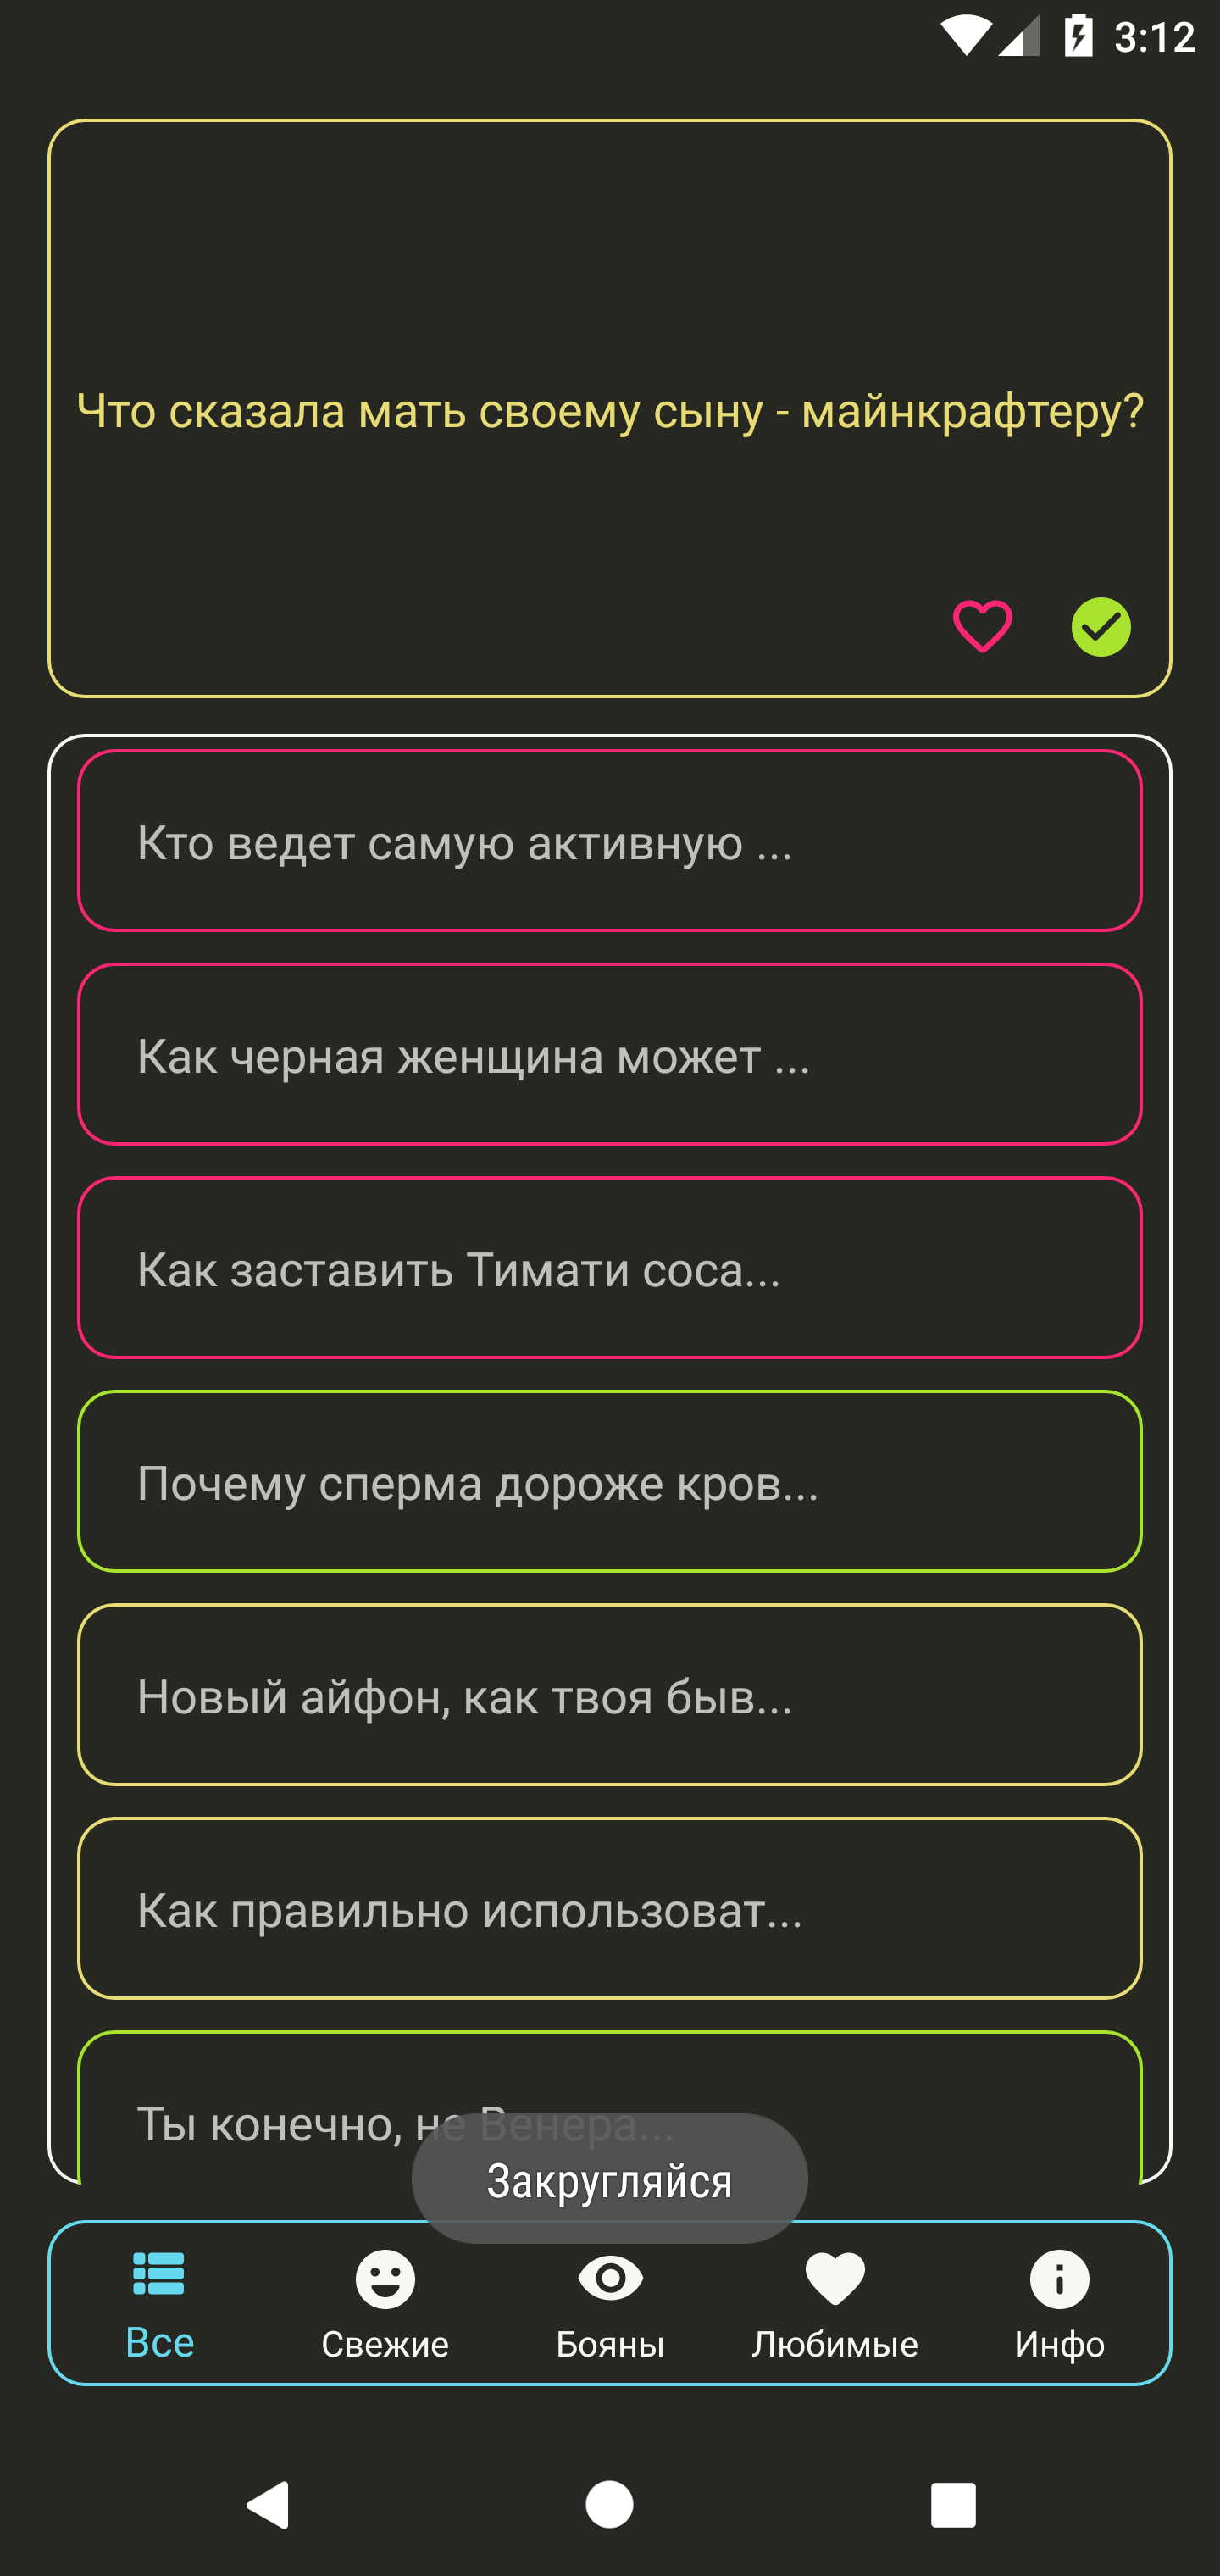 3:12
Что сказала мать своему сыну - майнкрафтеру?
Кто ведет самую активную ...
Как черная женщина может ...
Как заставить Тимати соса...
Почему сперма дороже кров...
Новый айфон, как твоя быв...
Как правильно использоват...
Ты конечно, не Венера...
Закругляйся
Все
Свежие
Бояны
Любимые
Инфо